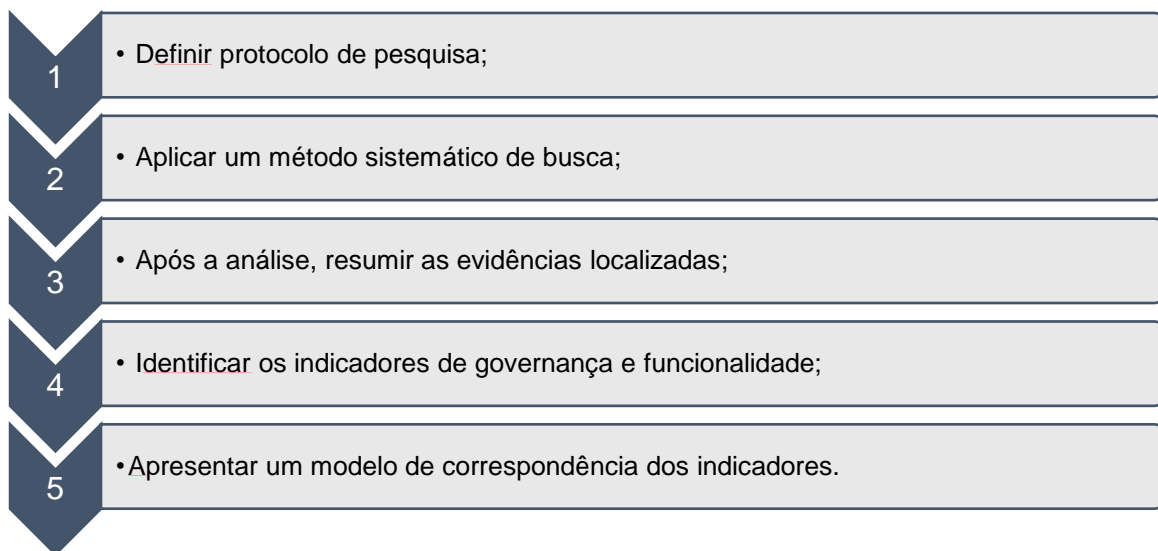 1
• Definir protocolo de pesquisa;
2
• Aplicar um método sistemático de busca;
3
• Após a análise, resumir as evidências localizadas;
4
• Identificar os indicadores de governança e funcionalidade;
5
•Apresentar um modelo de correspondência dos indicadores.